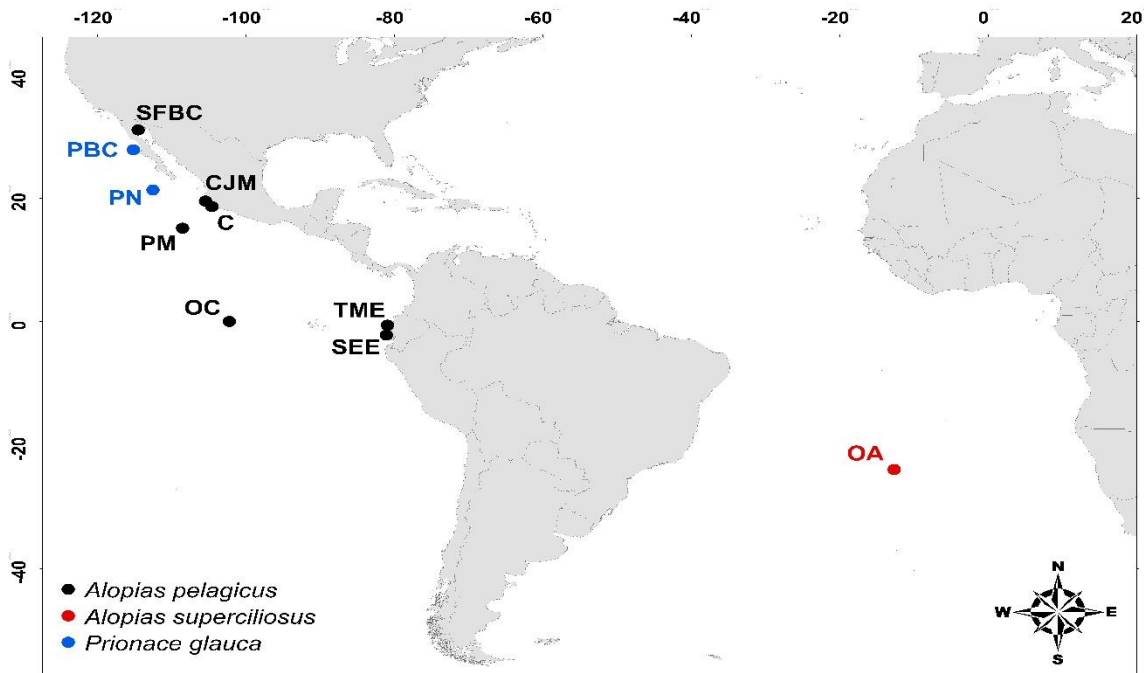 -120 -100 -80 -60 -40 -20 0 20
40
SFBC
PBC
CJM
PN
20
C
PM
OC
TME
0
SEE
OA
-20
-40
Alopias pelagicus
Alopias superciliosus
Prionace glauca
N
W E
S